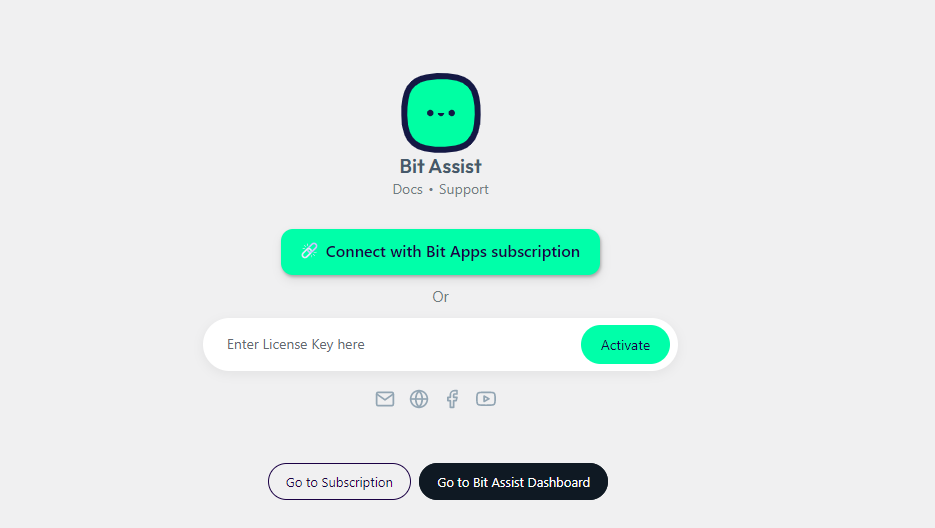 Bit Assist
Docs • Support
Connect with Bit Apps subscription
Or
Enter License Key here
Activate
Go to Subscription
Go to Bit Assist Dashboard